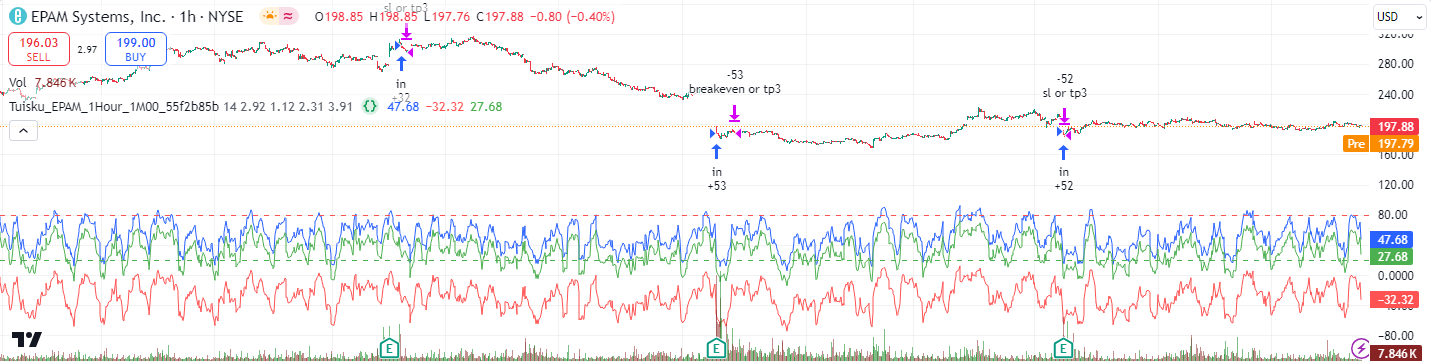 EPAM Systems, Inc. · 1h · NYSE
O198.85 H198.85 L197.76 C197.88 −0.80 (−0.40%)
sl or tp3
USD
196.03
SELL
2.97
199.00
BUY
320.00
280.00
Vol 7.846K
in
+32
-53
breakeven or tp3
-52
sl or tp3
240.00
Tuisku_EPAM_1Hour_1M00_55f2b85b 14 2.92 1.12 2.31 3.91 {} 47.68 −32.32 27.68
197.88
Pre 197.79
160.00
in
+53
in
+52
120.00
80.00
47.68
27.68
0.0000
−32.32
−80.00
E
E
E
7.846K